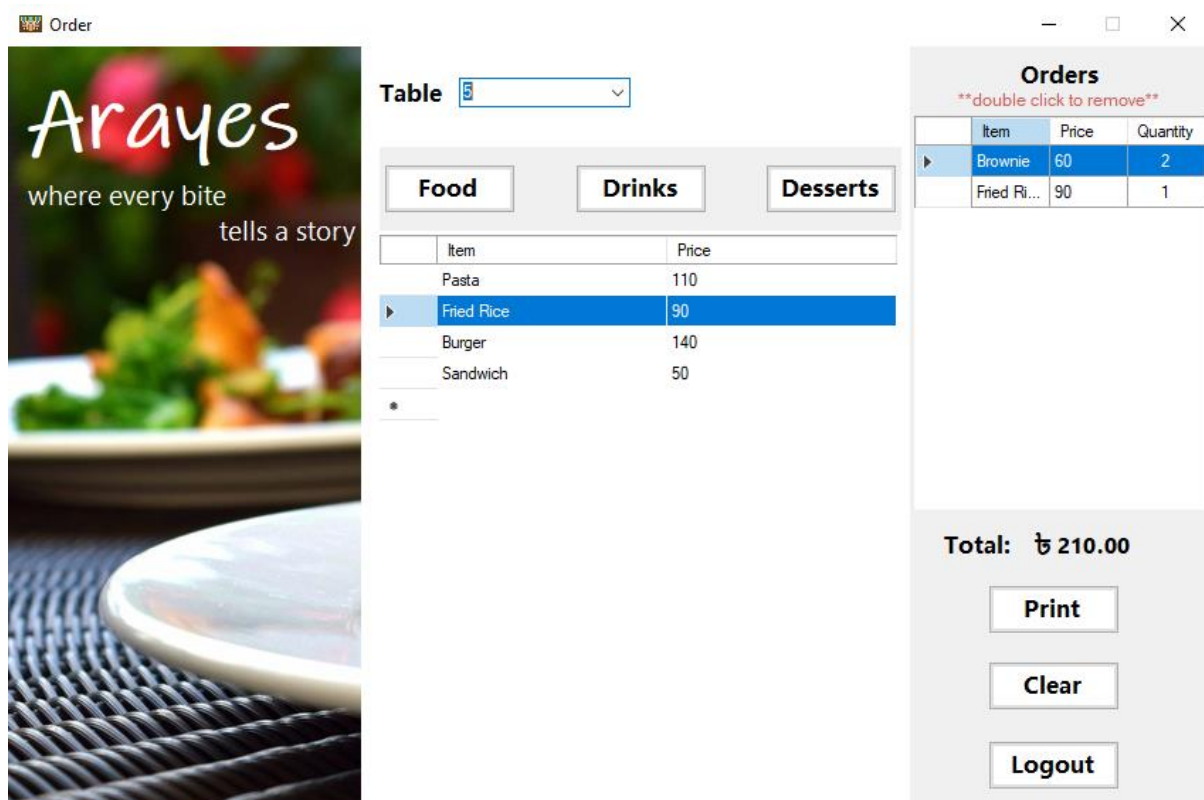 Order
Arayes
where every bite
tells a story
Table 5
Food Drinks Desserts
Item Price
Pasta 110
Fried Rice 90
Burger 140
Sandwich 50
Orders
**double click to remove**
Item Price Quantity
Brownie 60 2
Fried Ri... 90 1
Total: ৳ 210.00
Print
Clear
Logout